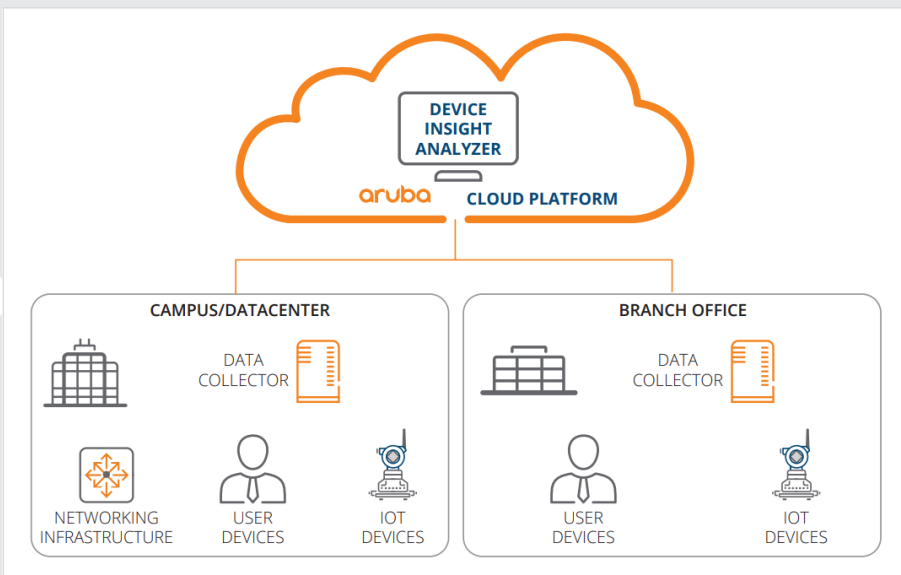 DEVICE
INSIGHT
ANALYZER
aruba CLOUD PLATFORM
CAMPUS/DATACENTER
DATA
COLLECTOR
NETWORKING
INFRASTRUCTURE
USER
DEVICES
IOT
DEVICES
BRANCH OFFICE
DATA
COLLECTOR
USER
DEVICES
IOT
DEVICES